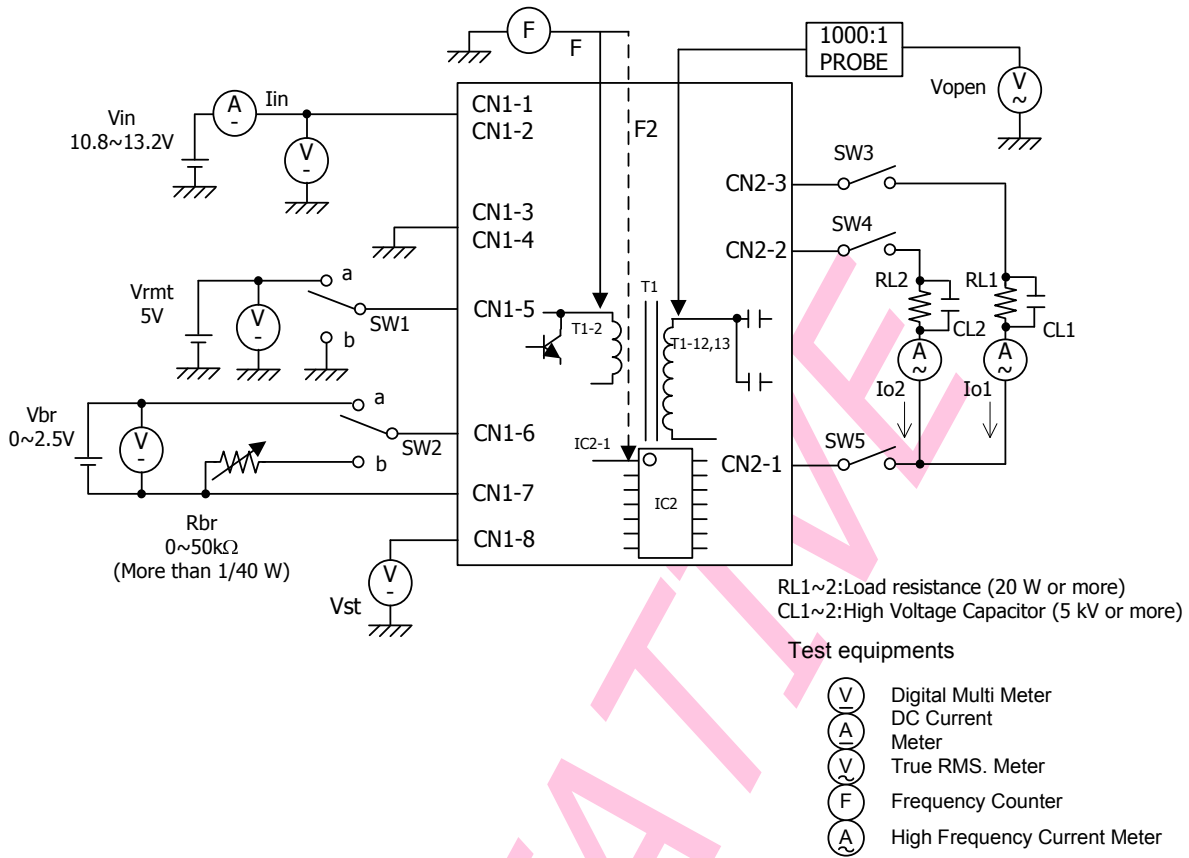 F
F
1000:1
PROBE
Vopen
V
~
A
-
Iin
Vin
10.8~13.2V
V
-
CN1-1
CN1-2
F2
CN1-3
CN1-4
CN2-3
SW3
CN2-2
SW4
Vrmt
5V
V
-
a
b
SW1
CN1-5
T1-2
T1
T1-12,13
RL2
CL2
RL1
CL1
A
~
A
~
Io2
Io1
Vbr
0~2.5V
V
-
a
b
SW2
CN1-6
IC2-1
IC2
CN2-1
SW5
CN1-7
Rbr
0~50kΩ
(More than 1/40 W)
CN1-8
V
-
Vst
RL1~2:Load resistance (20 W or more)
CL1~2:High Voltage Capacitor (5 kV or more)
Test equipments
V
-
Digital Multi Meter
A
-
DC Current
Meter
V
~
True RMS. Meter
F
Frequency Counter
A
~
High Frequency Current Meter
ATIVE